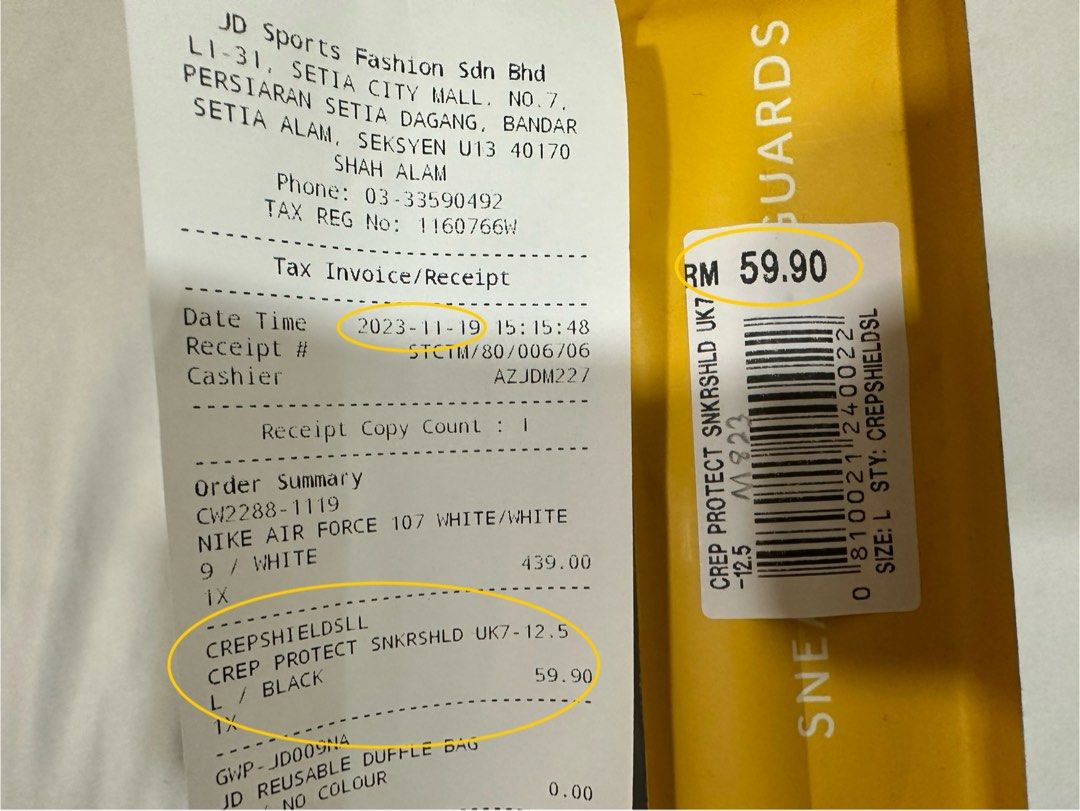 JD Sports Fashion Sdn Bhd
L1-31, SETIA CITY MALL. NO.7,
PERSIARAN SETIA DAGANG, BANDAR
SETIA ALAM, SEKSYEN U13 40170
SHAH ALAM
Phone: 03-33590492
TAX REG No: 1160766W
Tax Invoice/Receipt
Date Time 2023-11-19 15:15:48
Receipt # STCTM/80/006706
Cashier AZJDM227
Receipt Copy Count : 1
Order Summary
CW2288-1119
NIKE AIR FORCE 107 WHITE/WHITE
9 / WHITE 439.00
1X
CREPSHIELDSLL
CREP PROTECT SNKRSHLD UK7-12.5
L / BLACK 59.90
1X
GWP-JD009NA
JD REUSABLE DUFFLE BAG
/ NO COLOUR 0.00
GUARDS
SNEA
RM 59.90
CREP PROTECT SNKRSHLD UK7
-12.5
M823
0 810021 240022
SIZE: L STY: CREPSHIELDSL